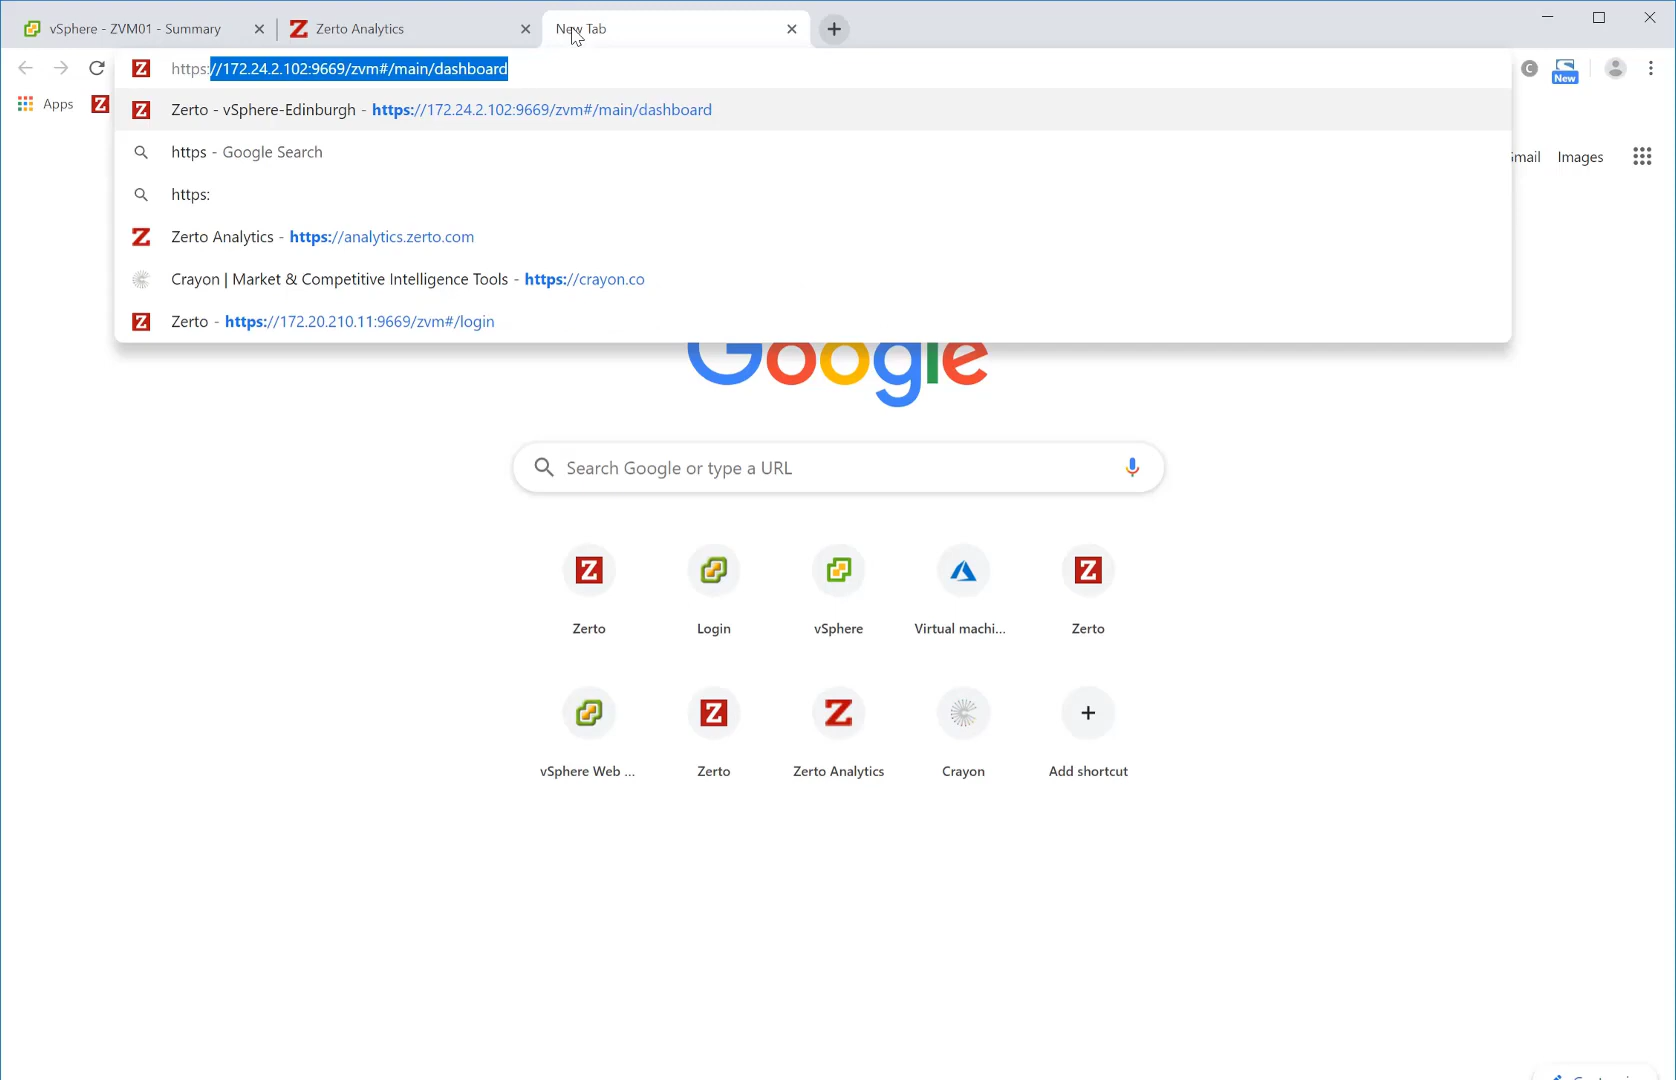 vSphere - ZVM01 - Summary
Zerto Analytics
New Tab
https://172.24.2.102:9669/zvm#/main/dashboard
New
Apps
Zerto - vSphere-Edinburgh - https://172.24.2.102:9669/zvm#/main/dashboard
https - Google Search
Gmail Images
https:
Zerto Analytics - https://analytics.zerto.com
Crayon | Market & Competitive Intelligence Tools - https://crayon.co
Zerto - https://172.20.210.11:9669/zvm#/login
Google
Search Google or type a URL
Zerto Login vSphere Virtual machi... Zerto
vSphere Web ... Zerto Zerto Analytics Crayon Add shortcut